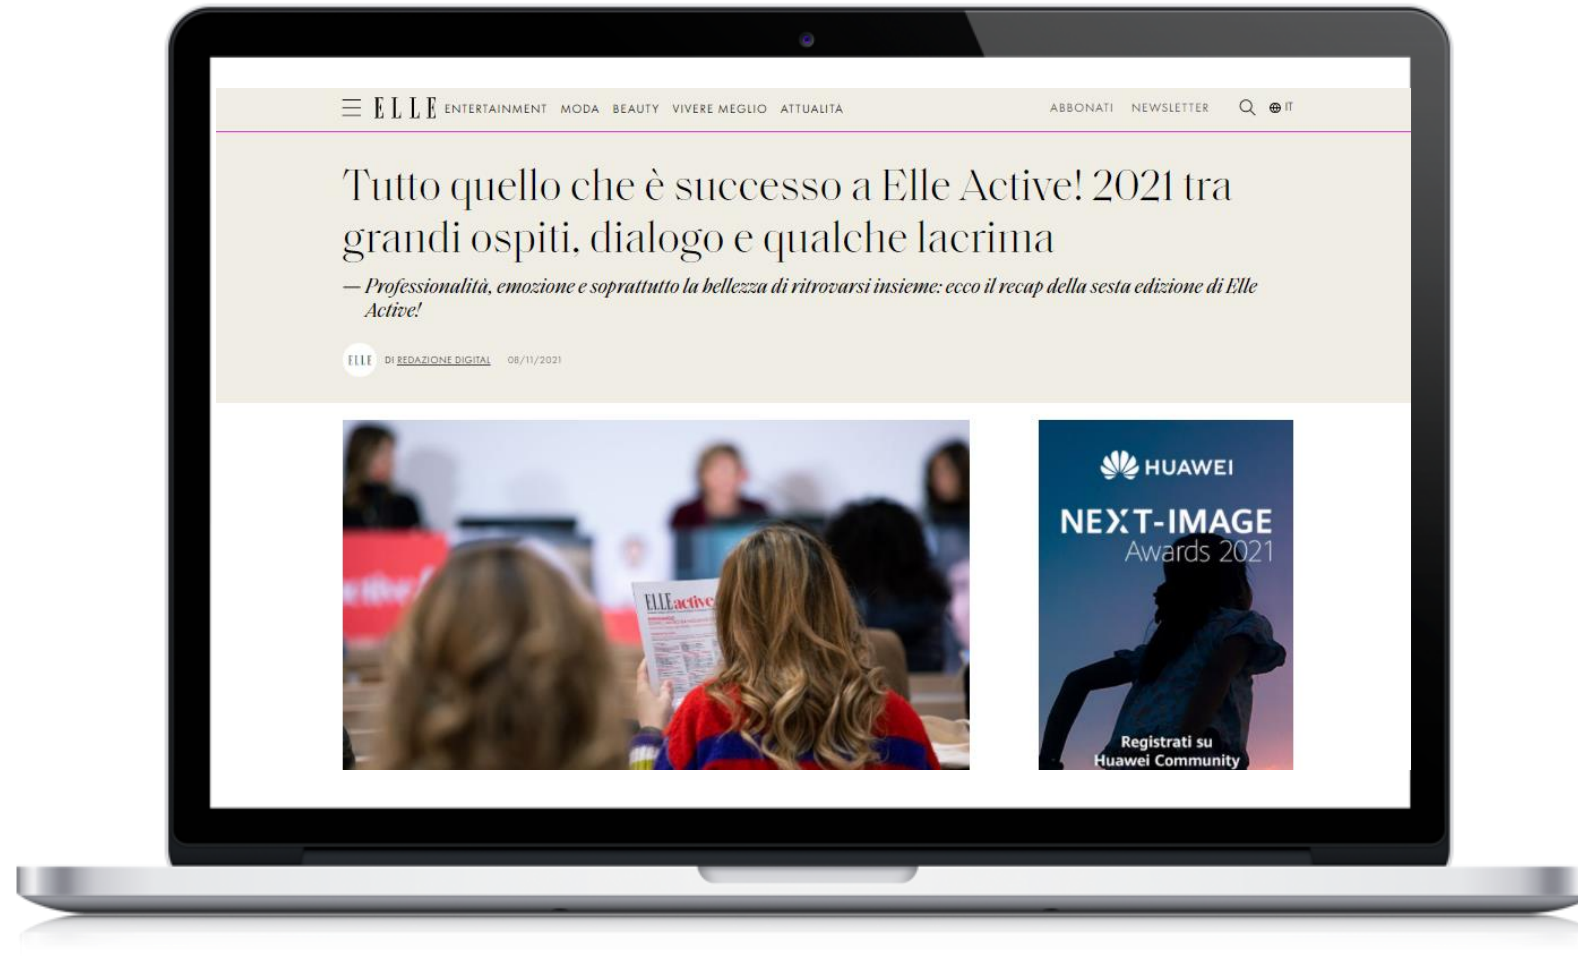 ELLE ENTERTAINMENT MODA BEAUTY VIVERE MEGLIO ATTUALITÀ ABBONATI NEWSLETTER IT
Tutto quello che è successo a Elle Active! 2021 tra
grandi ospiti, dialogo e qualche lacrima
— Professionalità, emozione e soprattutto la bellezza di ritrovarsi insieme: ecco il recap della sesta edizione di Elle
Active!
ELLE DI REDAZIONE DIGITAL 08/11/2021
ELLE active
HUAWEI
NEXT-IMAGE
Awards 2021
Registrati su
Huawei Community